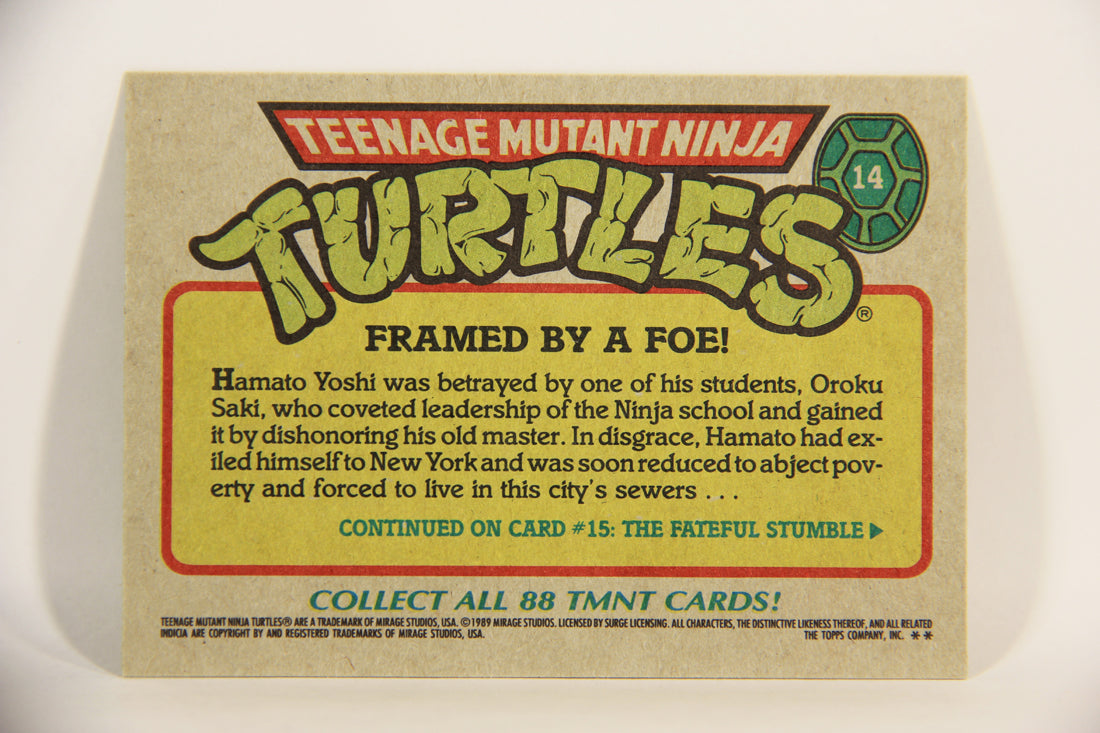 TEENAGE MUTANT NINJA
TURTLES
14
®
FRAMED BY A FOE!
Hamato Yoshi was betrayed by one of his students, Oroku
Saki, who coveted leadership of the Ninja school and gained
it by dishonoring his old master. In disgrace, Hamato had ex-
iled himself to New York and was soon reduced to abject pov-
erty and forced to live in this city's sewers . . .
CONTINUED ON CARD #15: THE FATEFUL STUMBLE ▶
COLLECT ALL 88 TMNT CARDS!
TEENAGE MUTANT NINJA TURTLES® ARE A TRADEMARK OF MIRAGE STUDIOS, USA. ©1989 MIRAGE STUDIOS. LICENSED BY SURGE LICENSING. ALL CHARACTERS, THE DISTINCTIVE LIKENESS THEREOF, AND ALL RELATED
INDICIA ARE COPYRIGHT BY AND REGISTERED TRADEMARKS OF MIRAGE STUDIOS, USA. THE TOPPS COMPANY, INC. * *